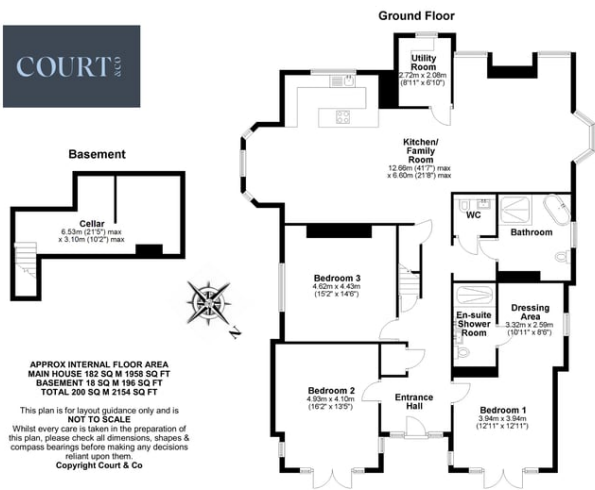 Ground Floor
COURT & CO
Utility
Room
2.72m x 2.08m
(8'11" x 6'10")
Kitchen/
Family
Room
12.66m (41'7") max
x 6.60m (21'8") max
Basement
Cellar
6.53m (21'5") max
x 3.10m (10'2") max
WC
Bathroom
Bedroom 3
4.62m x 4.43m
(15'2" x 14'6")
N
En-suite
Shower
Room
Dressing
Area
3.32m x 2.59m
(10'11" x 8'6")
Bedroom 2
4.93m x 4.10m
(16'2" x 13'5")
Entrance
Hall
Bedroom 1
3.94m x 3.94m
(12'11" x 12'11")
APPROX INTERNAL FLOOR AREA
MAIN HOUSE 182 SQ M 1958 SQ FT
BASEMENT 18 SQ M 196 SQ FT
TOTAL 200 SQ M 2154 SQ FT
This plan is for layout guidance only and is
NOT TO SCALE
Whilst every care is taken in the preparation of
this plan, please check all dimensions, shapes &
compass bearings before making any decisions
reliant upon them.
Copyright Court & Co